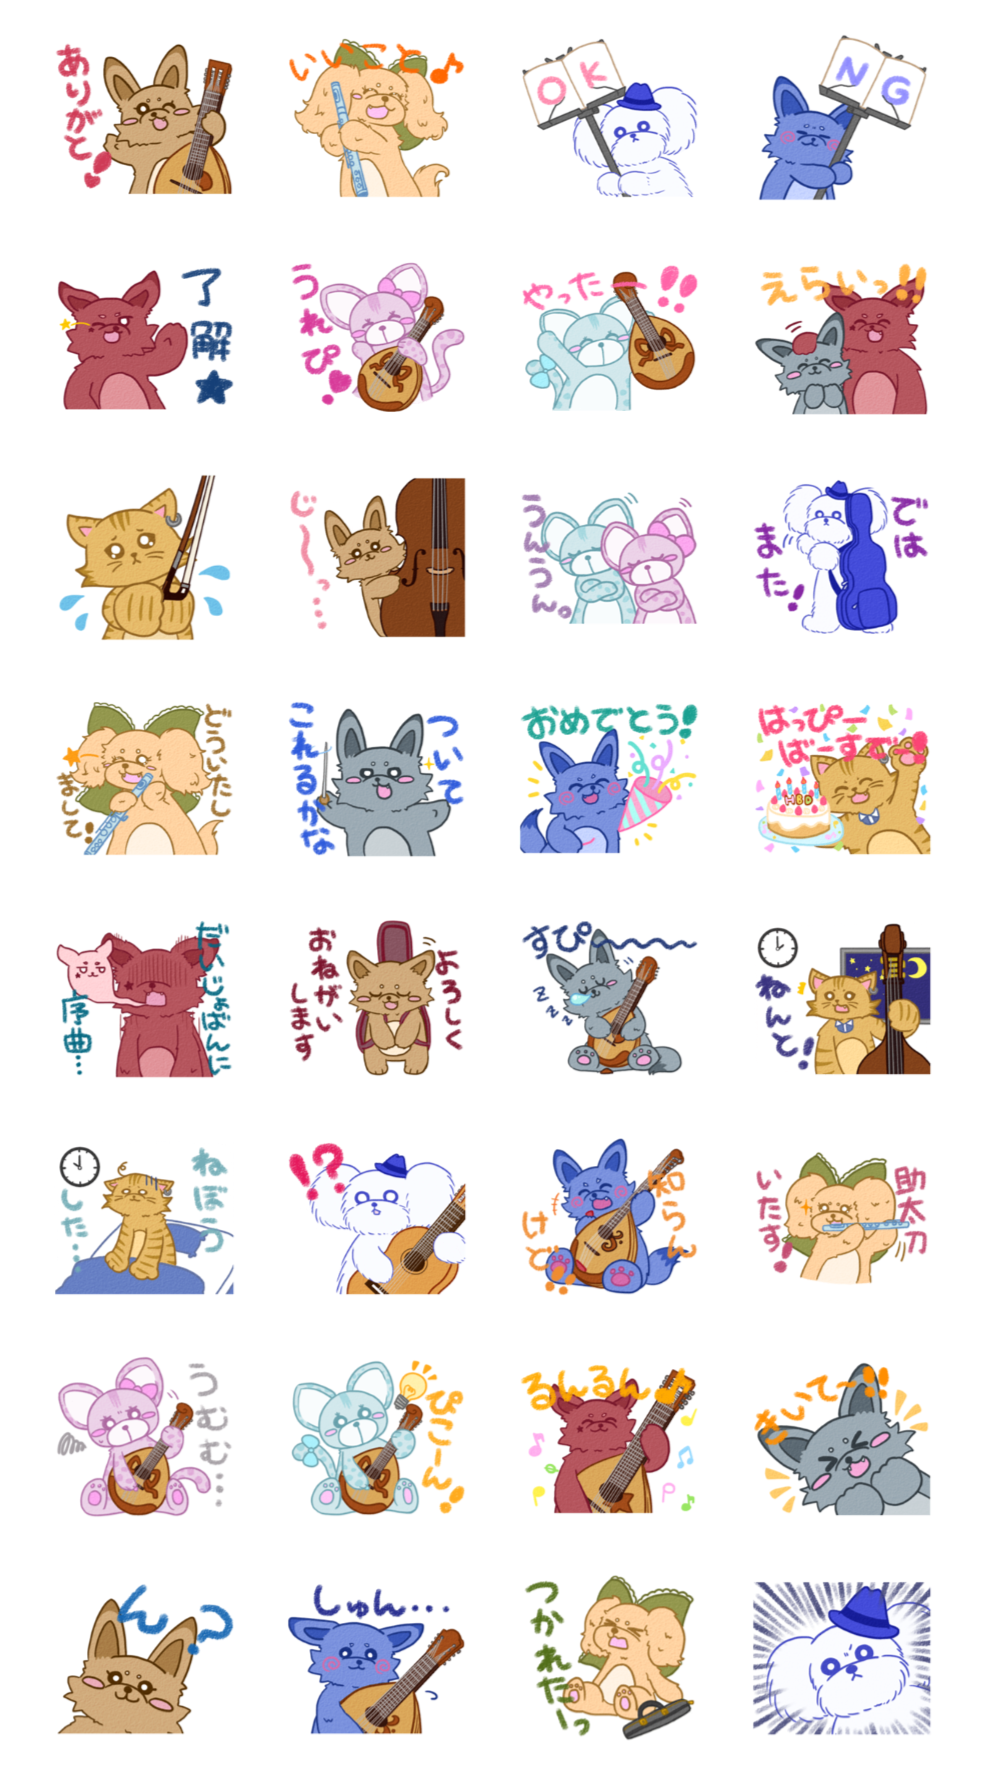 ありがと!
いいこと♪
OK
NG
了解★
うれぴ♥
やったー!!
えらいっ!!
じ〜っ…
うんうん。
では
また!
どういたし
まして!
ついて
これるかな
おめでとう!
はっぴー
ばーすでー!
HBD
だいじょばんに
序曲…
よろしく
おねがい
します
すぴ〜
zzz
ねんと!
ねぼう
した…
!?
知らん
けど
助太刀
いたす!
うむむ…
ぴこーん!
るんるん♪
きいてー!!
ん?
しゅん…
つかれたーっ